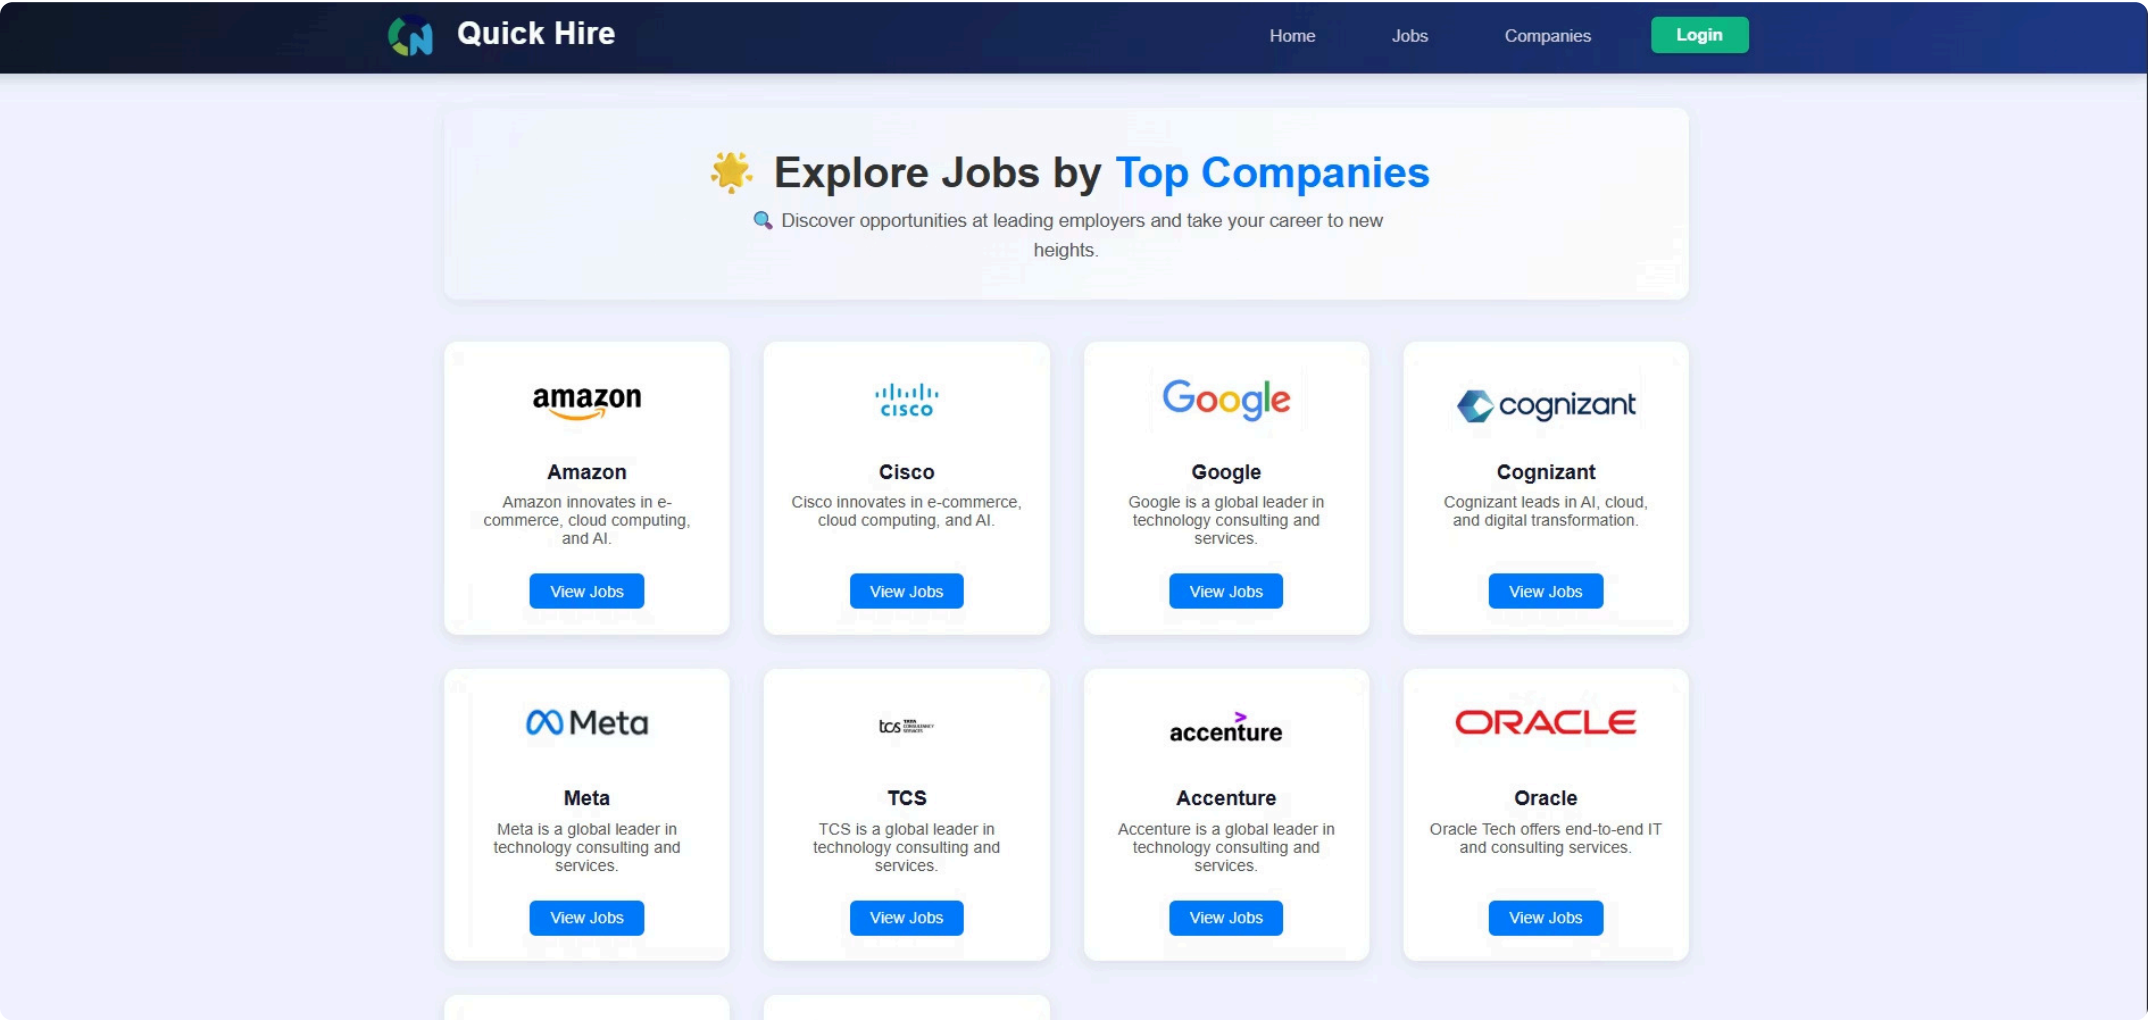 Quick Hire
Home
Jobs
Companies
Login
Explore Jobs by Top Companies
Discover opportunities at leading employers and take your career to new
heights.
amazon
Amazon
Amazon innovates in e-
commerce, cloud computing,
and AI.
View Jobs
CISCO
Cisco
Cisco innovates in e-commerce,
cloud computing, and AI.
View Jobs
Google
Google
Google is a global leader in
technology consulting and
services.
View Jobs
cognizant
Cognizant
Cognizant leads in AI, cloud,
and digital transformation.
View Jobs
Meta
Meta
Meta is a global leader in
technology consulting and
services.
View Jobs
tcs
TATA
CONSULTANCY
SERVICES
TCS
TCS is a global leader in
technology consulting and
services.
View Jobs
accenture
Accenture
Accenture is a global leader in
technology consulting and
services.
View Jobs
ORACLE
Oracle
Oracle Tech offers end-to-end IT
and consulting services.
View Jobs